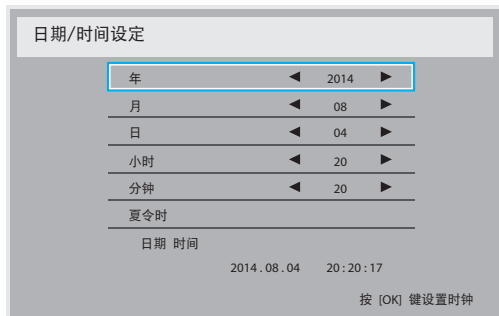 日期/时间设定
年 ◀ 2014 ▶
月 ◀ 08 ▶
日 ◀ 04 ▶
小时 ◀ 20 ▶
分钟 ◀ 20 ▶
夏令时
日期 时间
2014.08.04 20:20:17
按 [OK] 键设置时钟